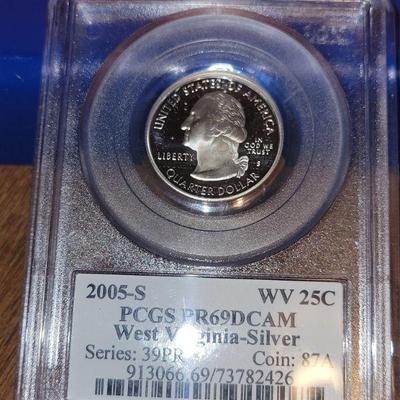 UNITED STATES OF AMERICA
LIBERTY
IN
GOD WE
TRUST
S
QUARTER DOLLAR
2005-S WV 25C
PCGS PR69DCAM
West Virginia-Silver
Series: 39PR Coin: 87A
913066.69/73782426